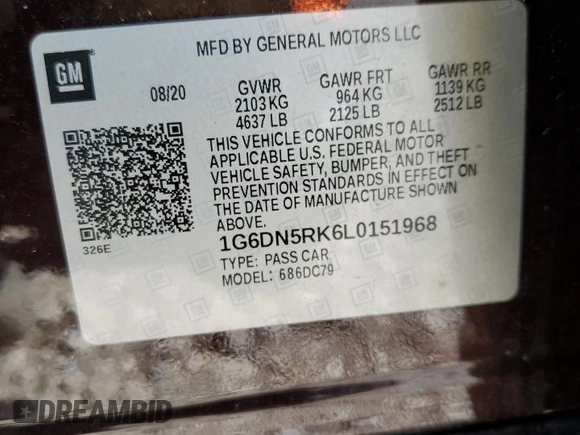 GM
MFD BY GENERAL MOTORS LLC
08/20 GVWR GAWR FRT GAWR RR
2103 KG 964 KG 1139 KG
4637 LB 2125 LB 2512 LB
THIS VEHICLE CONFORMS TO ALL
APPLICABLE U.S. FEDERAL MOTOR
VEHICLE SAFETY, BUMPER, AND THEFT
PREVENTION STANDARDS IN EFFECT ON
THE DATE OF MANUFACTURE SHOWN
ABOVE.
326E
1G6DN5RK6L0151968
TYPE: PASS CAR
MODEL: 686DC79
DREAMBID